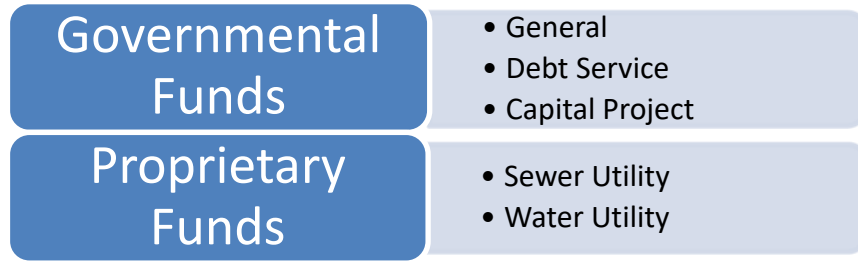 Governmental
Funds
• General
• Debt Service
• Capital Project
Proprietary
Funds
• Sewer Utility
• Water Utility